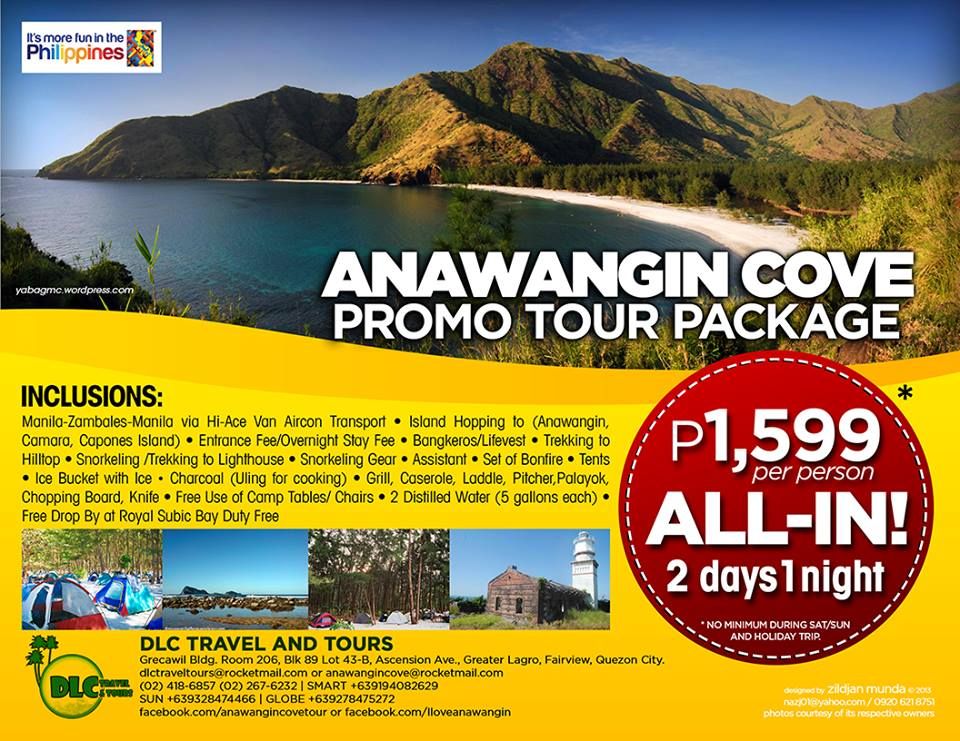 It's more fun in the
Philippines
yabagmc.wordpress.com
ANAWANGIN COVE
PROMO TOUR PACKAGE
INCLUSIONS:
Manila-Zambales-Manila via Hi-Ace Van Aircon Transport • Island Hopping to (Anawangin,
Camara, Capones Island) • Entrance Fee/Overnight Stay Fee • Bangkeros/Lifevest • Trekking to
Hilltop • Snorkeling /Trekking to Lighthouse • Snorkeling Gear • Assistant • Set of Bonfire • Tents
• Ice Bucket with Ice • Charcoal (Uling for cooking) • Grill, Caserole, Laddle, Pitcher,Palayok,
Chopping Board, Knife • Free Use of Camp Tables/ Chairs • 2 Distilled Water (5 gallons each) •
Free Drop By at Royal Subic Bay Duty Free
*
P1,599
per person
ALL-IN!
2 days 1 night
* NO MINIMUM DURING SAT/SUN
AND HOLIDAY TRIP.
DLC TRAVEL
& TOURS
DLC TRAVEL AND TOURS
Grecawil Bldg. Room 206, Blk 89 Lot 43-B, Ascension Ave., Greater Lagro, Fairview, Quezon City.
dlctraveltours@rocketmail.com or anawangincove@rocketmail.com
(02) 418-6857 (02) 267-6232 | SMART +639194082629
SUN +639328474466 | GLOBE +639278475272
facebook.com/anawangincovetour or facebook.com/Iloveanawangin
designed by zildjan munda © 2013
nazj01@yahoo.com / 0920 621 8751
photos courtesy of its respective owners